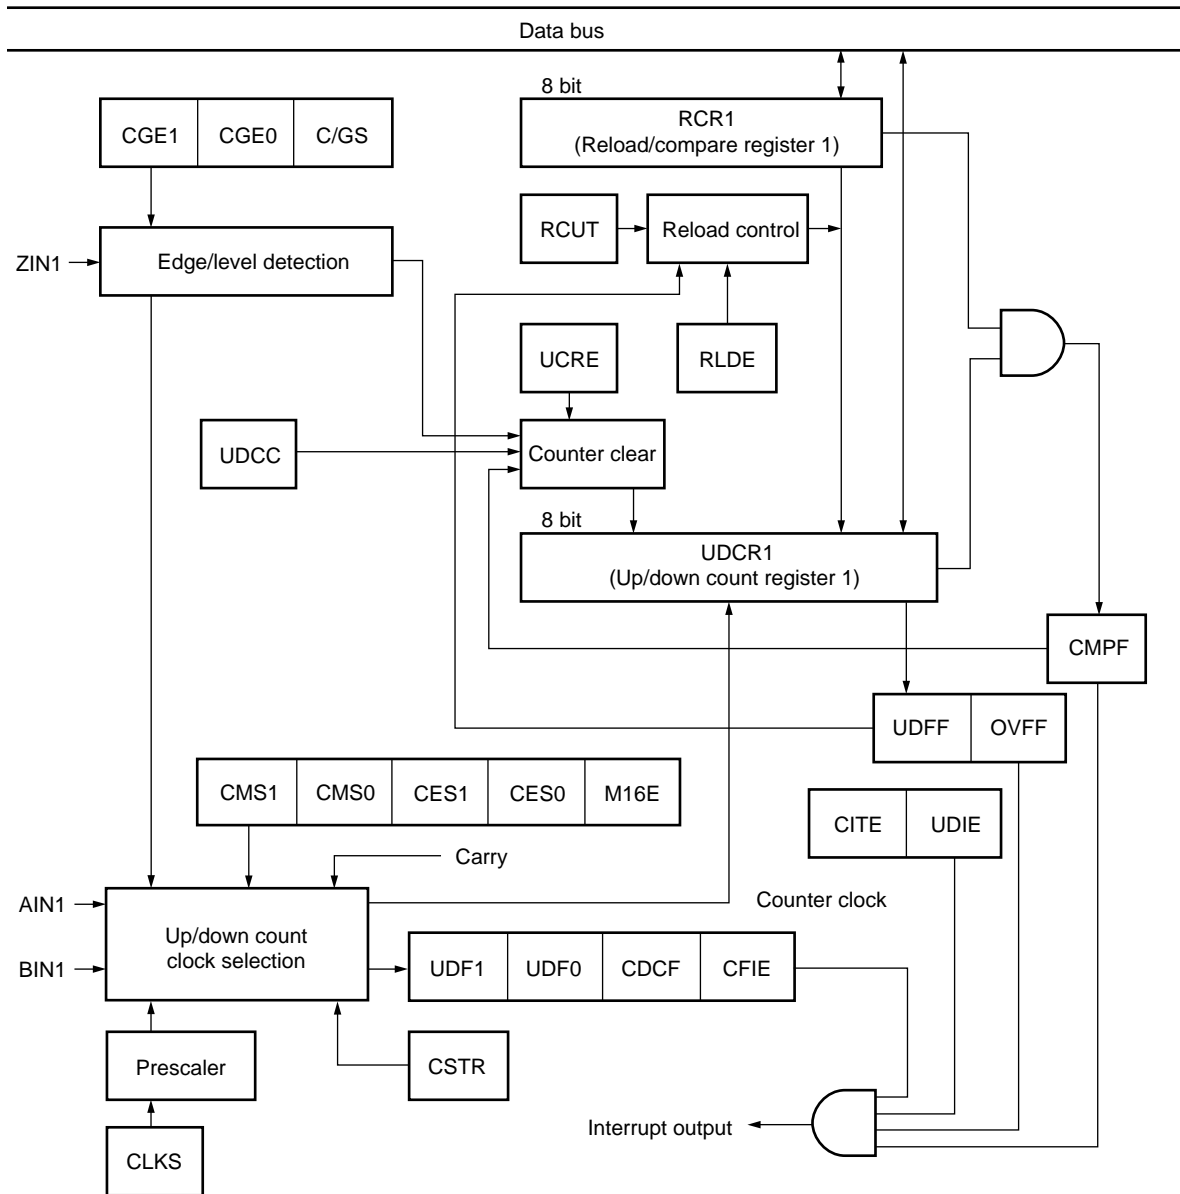 Data bus
8 bit
CGE1 CGE0 C/GS
RCR1
(Reload/compare register 1)
RCUT
Reload control
ZIN1
Edge/level detection
UCRE
RLDE
UDCC
Counter clear
8 bit
UDCR1
(Up/down count register 1)
CMPF
UDFF OVFF
CMS1 CMS0 CES1 CES0 M16E
CITE UDIE
Carry
AIN1
Counter clock
Up/down count
clock selection
BIN1
UDF1 UDF0 CDCF CFIE
Prescaler
CSTR
Interrupt output
CLKS